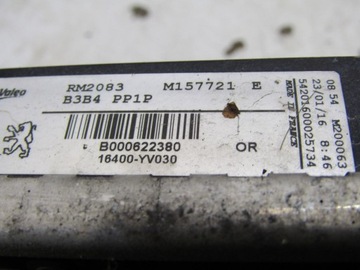 Valeo
RM2083 M157721 E
B3B4 PP1P
B000622380 OR
16400-YV030
08 54 M200063
23/01/16 8:46
54201600025734
MADE IN FRANCE